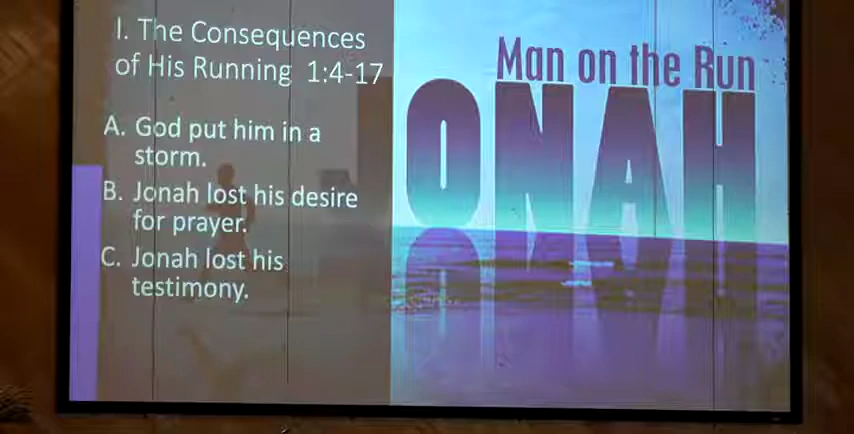 I. The Consequences
of His Running 1:4-17
A. God put him in a
storm.
B. Jonah lost his desire
for prayer.
C. Jonah lost his
testimony.
Man on the Run
ONAH